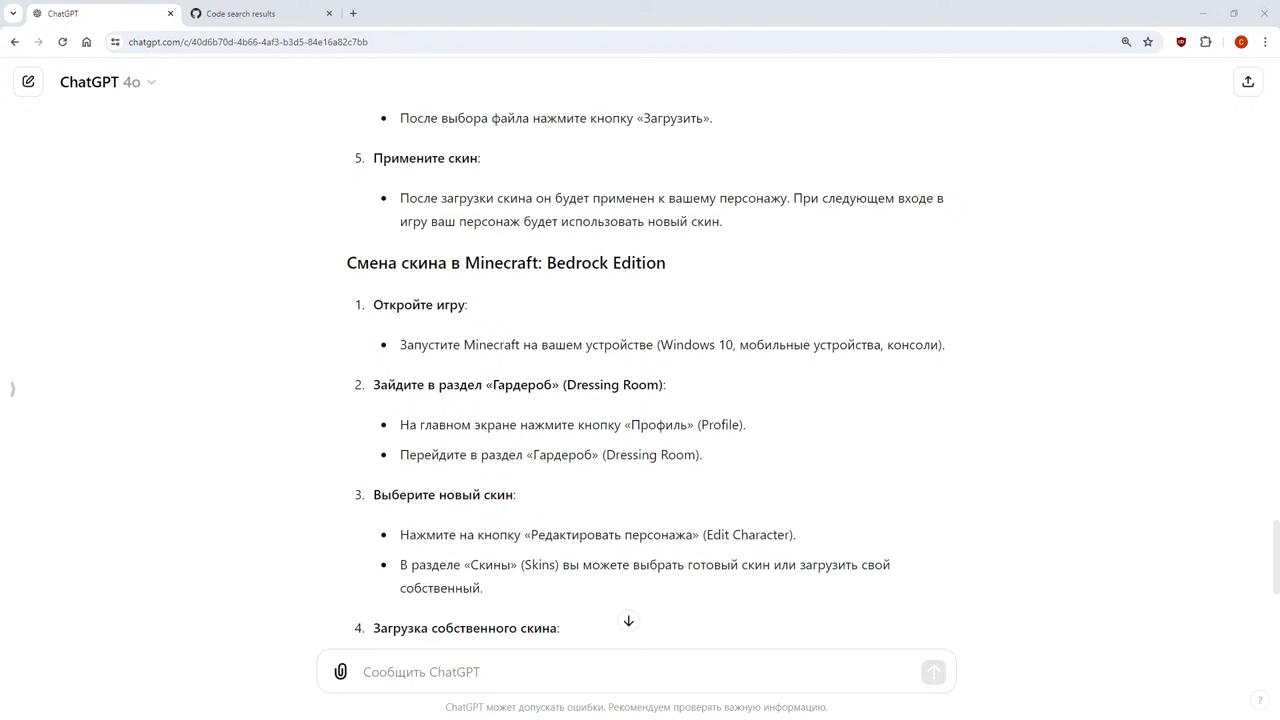 ChatGPT
Code search results
chatgpt.com/c/40d6b70d-4b66-4af3-b3d5-84e16a82c7bb
ChatGPT 4o
• После выбора файла нажмите кнопку «Загрузить».
5. Примените скин:
• После загрузки скина он будет применен к вашему персонажу. При следующем входе в
игру ваш персонаж будет использовать новый скин.
Смена скина в Minecraft: Bedrock Edition
1. Откройте игру:
• Запустите Minecraft на вашем устройстве (Windows 10, мобильные устройства, консоли).
2. Зайдите в раздел «Гардероб» (Dressing Room):
• На главном экране нажмите кнопку «Профиль» (Profile).
• Перейдите в раздел «Гардероб» (Dressing Room).
3. Выберите новый скин:
• Нажмите на кнопку «Редактировать персонажа» (Edit Character).
• В разделе «Скины» (Skins) вы можете выбрать готовый скин или загрузить свой
собственный.
4. Загрузка собственного скина:
Сообщить ChatGPT
ChatGPT может допускать ошибки. Рекомендуем проверять важную информацию.
?